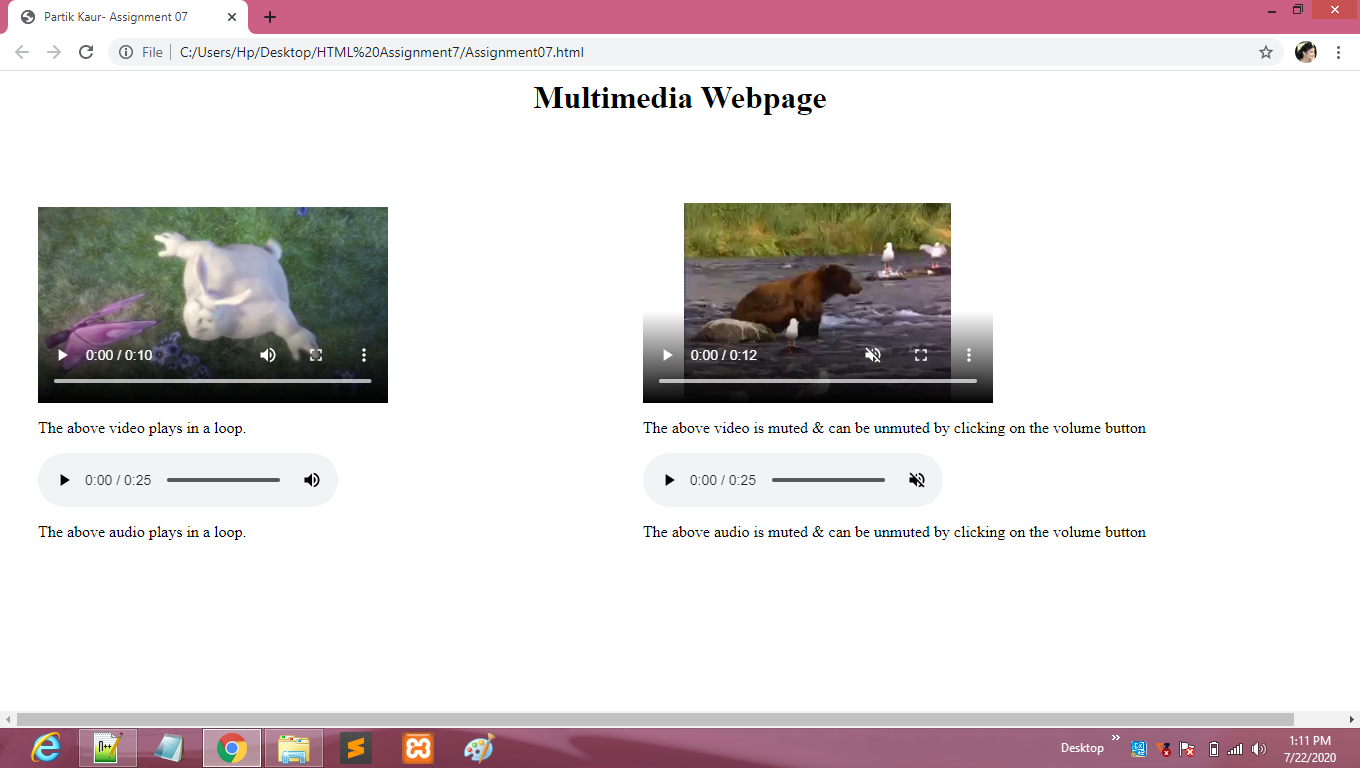 Partik Kaur- Assignment 07
File
C:/Users/Hp/Desktop/HTML%20Assignment7/Assignment07.html
Multimedia Webpage
0:00 / 0:10
0:00 / 0:12
The above video plays in a loop.
The above video is muted & can be unmuted by clicking on the volume button
0:00 / 0:25
0:00 / 0:25
The above audio plays in a loop.
The above audio is muted & can be unmuted by clicking on the volume button
Desktop
1:11 PM
7/22/2020